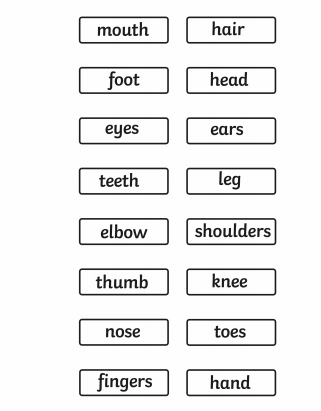 mouth hair
foot head
eyes ears
teeth leg
elbow shoulders
thumb knee
nose toes
fingers hand